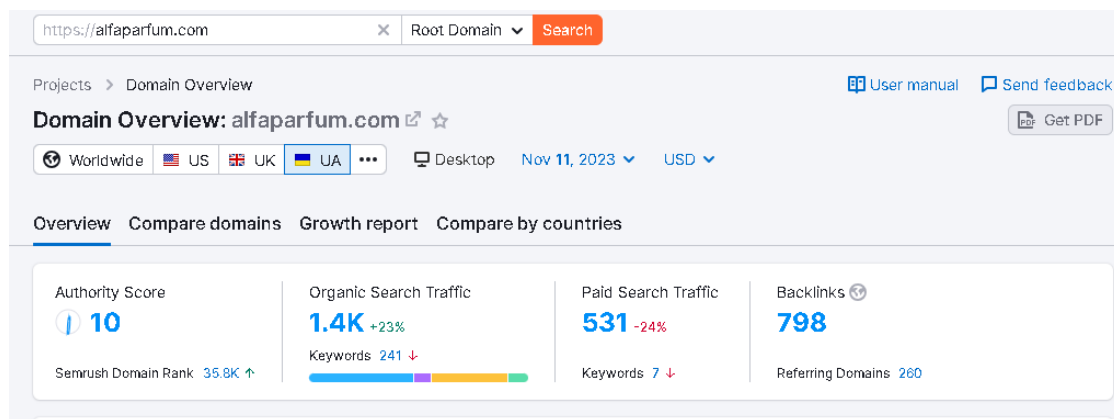 https://alfaparfum.com × Root Domain Search
Projects > Domain Overview User manual Send feedback
Domain Overview: alfaparfum.com Get PDF
Worldwide US UK UA ••• Desktop Nov 11, 2023 USD
Overview Compare domains Growth report Compare by countries
Authority Score Organic Search Traffic Paid Search Traffic Backlinks
10 1.4K +23% 531 -24% 798
Keywords 241 ↓
Semrush Domain Rank 35.8K ↑ Keywords 7 ↓ Referring Domains 260